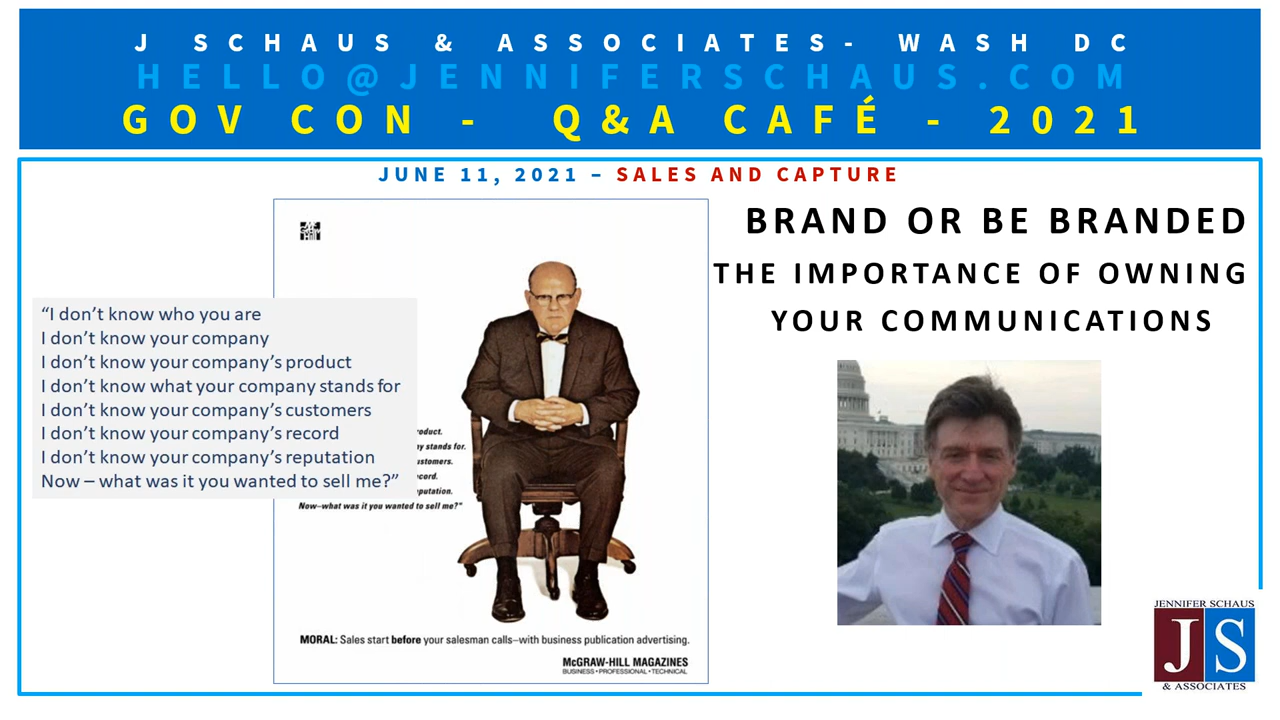 J SCHAUS & ASSOCIATES- WASH DC
HELLO@JENNIFERSCHAUS.COM
GOV CON - Q&A CAFÉ - 2021
JUNE 11, 2021 – SALES AND CAPTURE
BRAND OR BE BRANDED
THE IMPORTANCE OF OWNING
YOUR COMMUNICATIONS
“I don’t know who you are
I don’t know your company
I don’t know your company’s product
I don’t know what your company stands for
I don’t know your company’s customers
I don’t know your company’s record
I don’t know your company’s reputation
Now – what was it you wanted to sell me?”
stands for.
Now—what was it you wanted to sell me?"
MORAL: Sales start before your salesman calls—with business publication advertising.
McGRAW-HILL MAGAZINES
BUSINESS • PROFESSIONAL • TECHNICAL
JENNIFER SCHAUS
JS
& ASSOCIATES